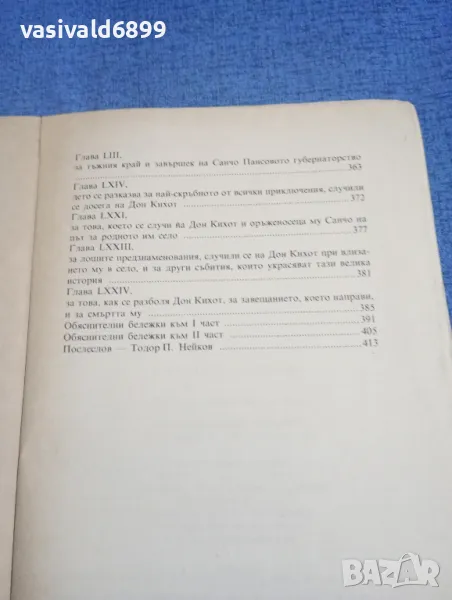 vasivald6899
Глава LIII.
за тъжния край и завършек на Санчо Пансовото губернаторство
363
Глава LXIV.
дето се разказва за най-скръбното от всички приключения, случили
се досега на Дон Кихот . . . 372
Глава LXXI.
за това, което се случи на Дон Кихот и оръженосеца му Санчо на
път за родното им село . . . 377
Глава LXXIII.
за лошите предзнаменования, случили се на Дон Кихот при влиза-
нето му в село, и за други събития, които украсяват тази велика
история . . . 381
Глава LXXIV.
за това, как се разболя Дон Кихот, за завещанието, което направи,
и за смъртта му . . . 385
Обяснителни бележки към I част . . . 391
Обяснителни бележки към II част . . . 405
Послеслов — Тодор П. Нейков . . . 413
BAZAR